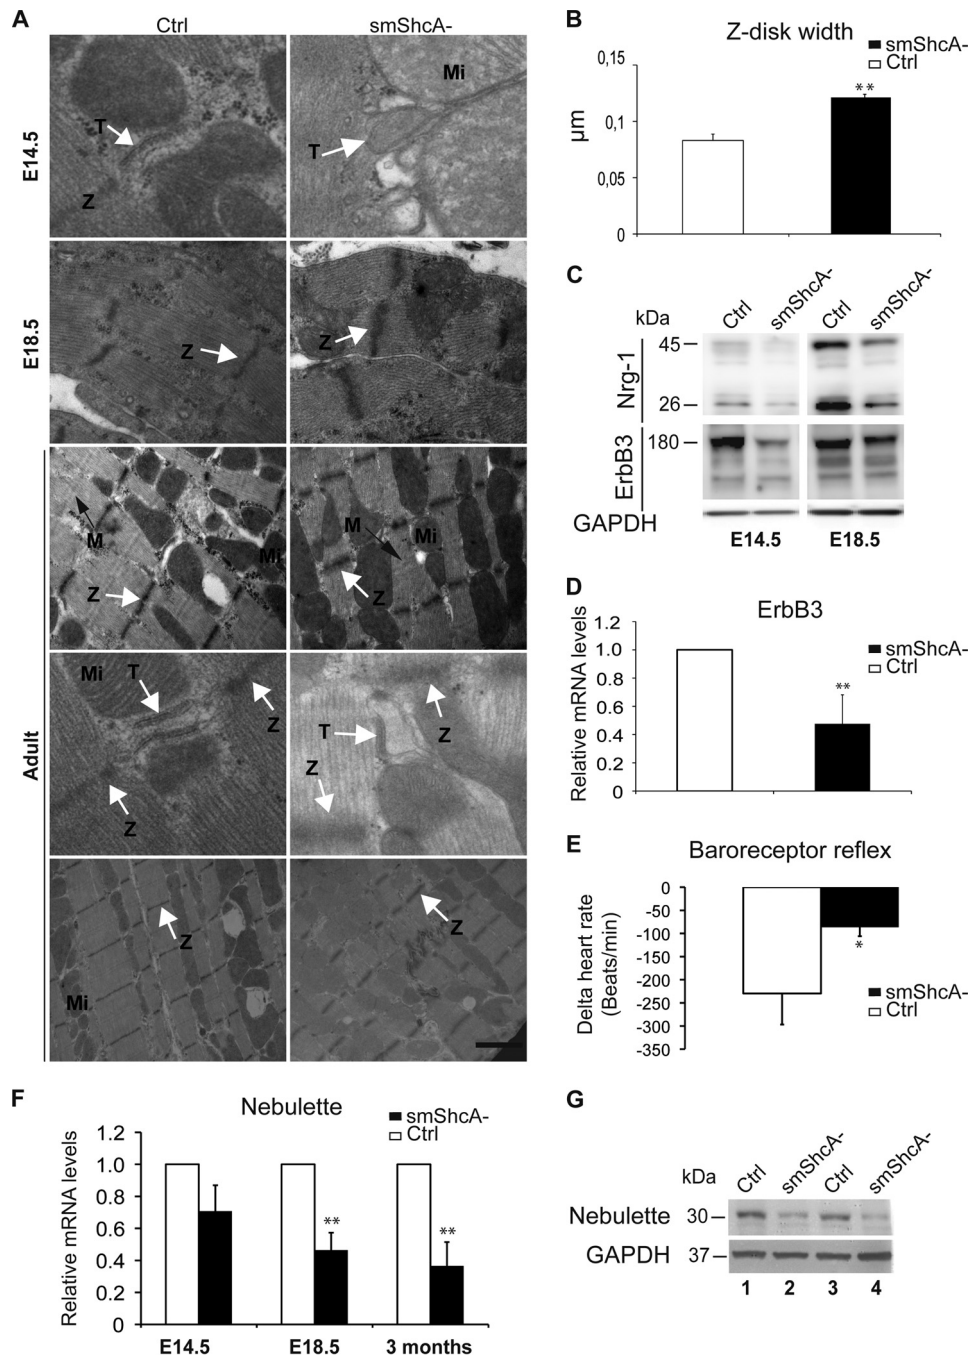 A
Ctrl
smShcA-
E14.5
T
Z
Mi
T
E18.5
Z
Z
Adult
M
Z
Mi
M
Mi
Z
Mi
T
Z
Z
T
Z
Z
Z
Mi
Z
B
Z-disk width
smShcA-
Ctrl
µm
0,15
0,1
0,05
0
**
C
kDa
Ctrl
smShcA-
Ctrl
smShcA-
Nrg-1
45
26
ErbB3
180
GAPDH
E14.5
E18.5
D
ErbB3
smShcA-
Ctrl
Relative mRNA levels
1.2
1
0.8
0.6
0.4
0.2
0
**
E
Baroreceptor reflex
Delta heart rate
(Beats/min)
0
-50
-100
-150
-200
-250
-300
-350
*
smShcA-
Ctrl
F
Nebulette
smShcA-
Ctrl
Relative mRNA levels
1.2
1.0
0.8
0.6
0.4
0.2
0
**
**
E14.5
E18.5
3 months
G
kDa
Ctrl
smShcA-
Ctrl
smShcA-
Nebulette
30
GAPDH
37
1
2
3
4